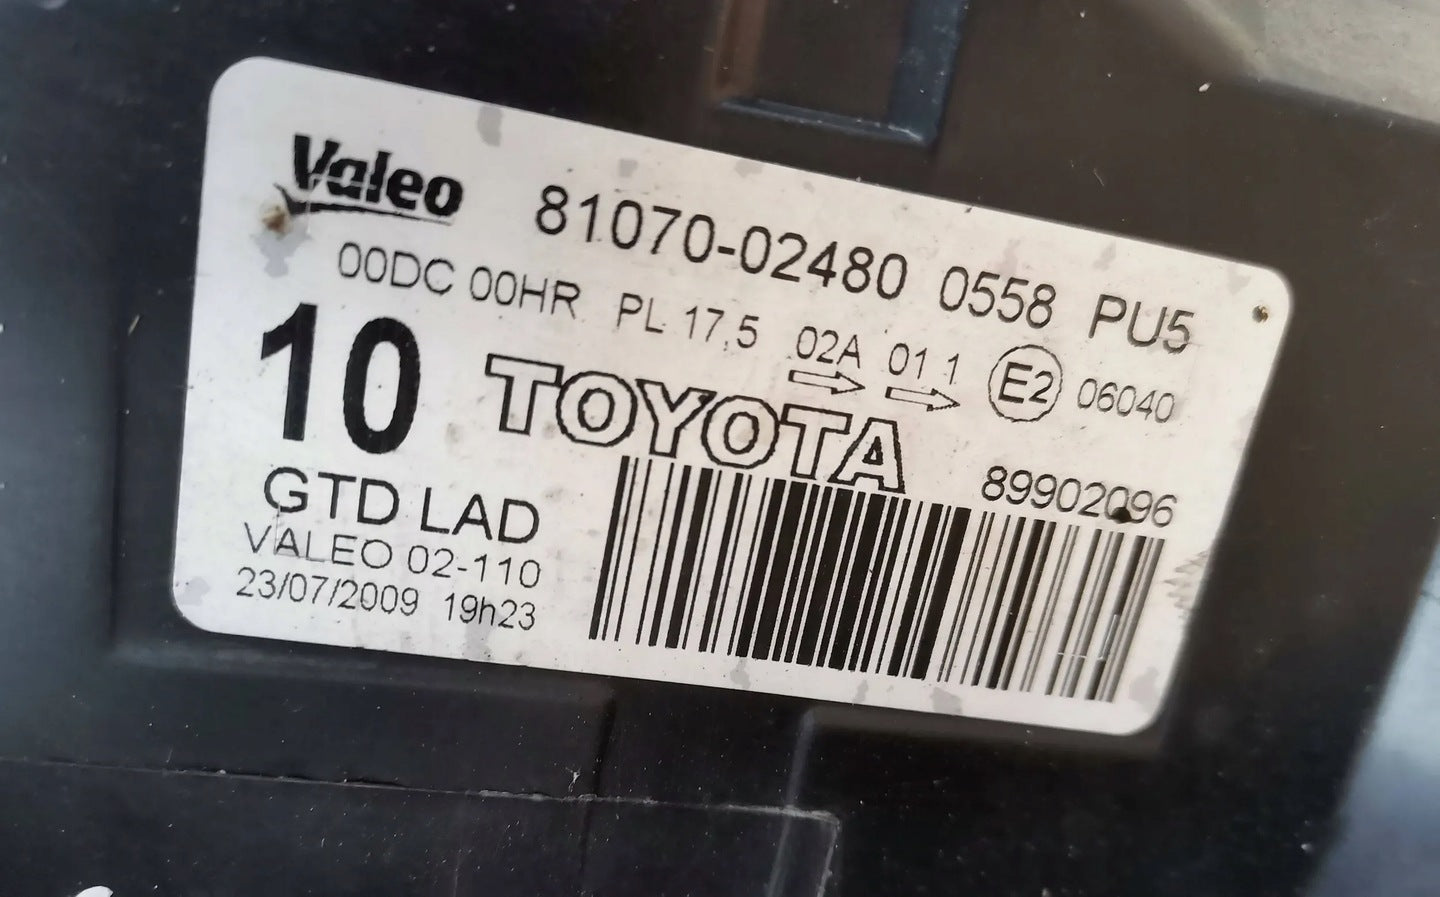 Valeo 81070-02480 0558 PU5
00DC 00HR PL 17,5 02A 01 1 E2 06040
10 TOYOTA
89902096
GTD LAD
VALEO 02-110
23/07/2009 19h23